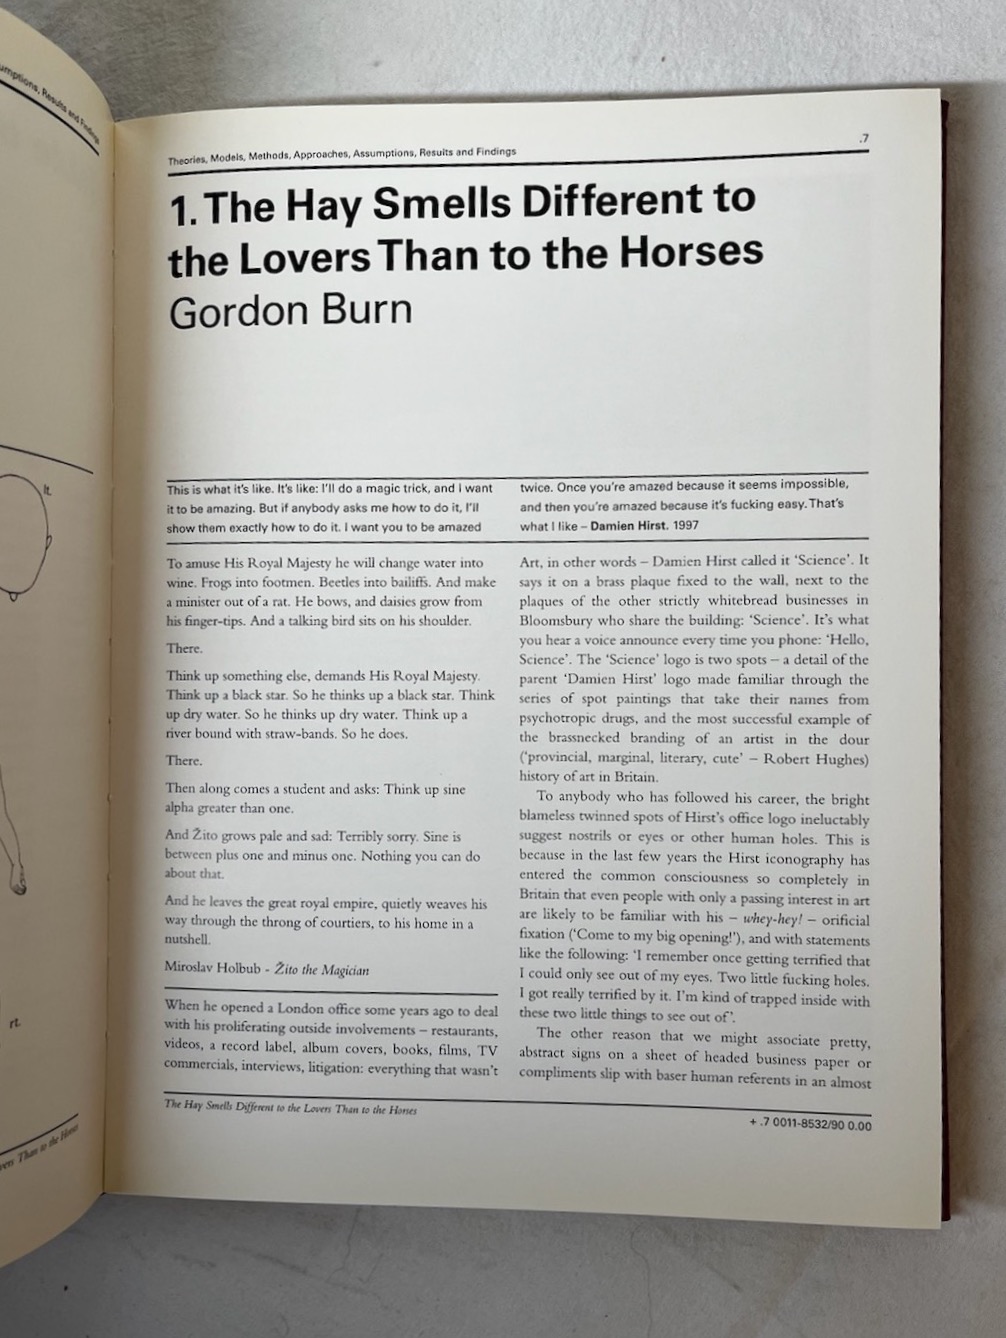 umptions, Results and Findings
lt.
rt.
vers Than to the Horses
Theories, Models, Methods, Approaches, Assumptions, Results and Findings
.7
1. The Hay Smells Different to
the Lovers Than to the Horses
Gordon Burn
This is what it's like. It's like: I'll do a magic trick, and I want
it to be amazing. But if anybody asks me how to do it, I'll
show them exactly how to do it. I want you to be amazed
twice. Once you're amazed because it seems impossible,
and then you're amazed because it's fucking easy. That's
what I like – Damien Hirst. 1997
To amuse His Royal Majesty he will change water into
wine. Frogs into footmen. Beetles into bailiffs. And make
a minister out of a rat. He bows, and daisies grow from
his finger-tips. And a talking bird sits on his shoulder.
There.
Think up something else, demands His Royal Majesty.
Think up a black star. So he thinks up a black star. Think
up dry water. So he thinks up dry water. Think up a
river bound with straw-bands. So he does.
There.
Then along comes a student and asks: Think up sine
alpha greater than one.
And Žito grows pale and sad: Terribly sorry. Sine is
between plus one and minus one. Nothing you can do
about that.
And he leaves the great royal empire, quietly weaves his
way through the throng of courtiers, to his home in a
nutshell.
Miroslav Holbub - Žito the Magician
When he opened a London office some years ago to deal
with his proliferating outside involvements – restaurants,
videos, a record label, album covers, books, films, TV
commercials, interviews, litigation: everything that wasn't
Art, in other words – Damien Hirst called it 'Science'. It
says it on a brass plaque fixed to the wall, next to the
plaques of the other strictly whitebread businesses in
Bloomsbury who share the building: 'Science'. It's what
you hear a voice announce every time you phone: 'Hello,
Science'. The 'Science' logo is two spots – a detail of the
parent 'Damien Hirst' logo made familiar through the
series of spot paintings that take their names from
psychotropic drugs, and the most successful example of
the brassnecked branding of an artist in the dour
('provincial, marginal, literary, cute' – Robert Hughes)
history of art in Britain.
To anybody who has followed his career, the bright
blameless twinned spots of Hirst's office logo ineluctably
suggest nostrils or eyes or other human holes. This is
because in the last few years the Hirst iconography has
entered the common consciousness so completely in
Britain that even people with only a passing interest in art
are likely to be familiar with his – whey-hey! – orificial
fixation ('Come to my big opening!'), and with statements
like the following: 'I remember once getting terrified that
I could only see out of my eyes. Two little fucking holes.
I got really terrified by it. I'm kind of trapped inside with
these two little things to see out of'.
The other reason that we might associate pretty,
abstract signs on a sheet of headed business paper or
compliments slip with baser human referents in an almost
The Hay Smells Different to the Lovers Than to the Horses
+ .7 0011-8532/90 0.00